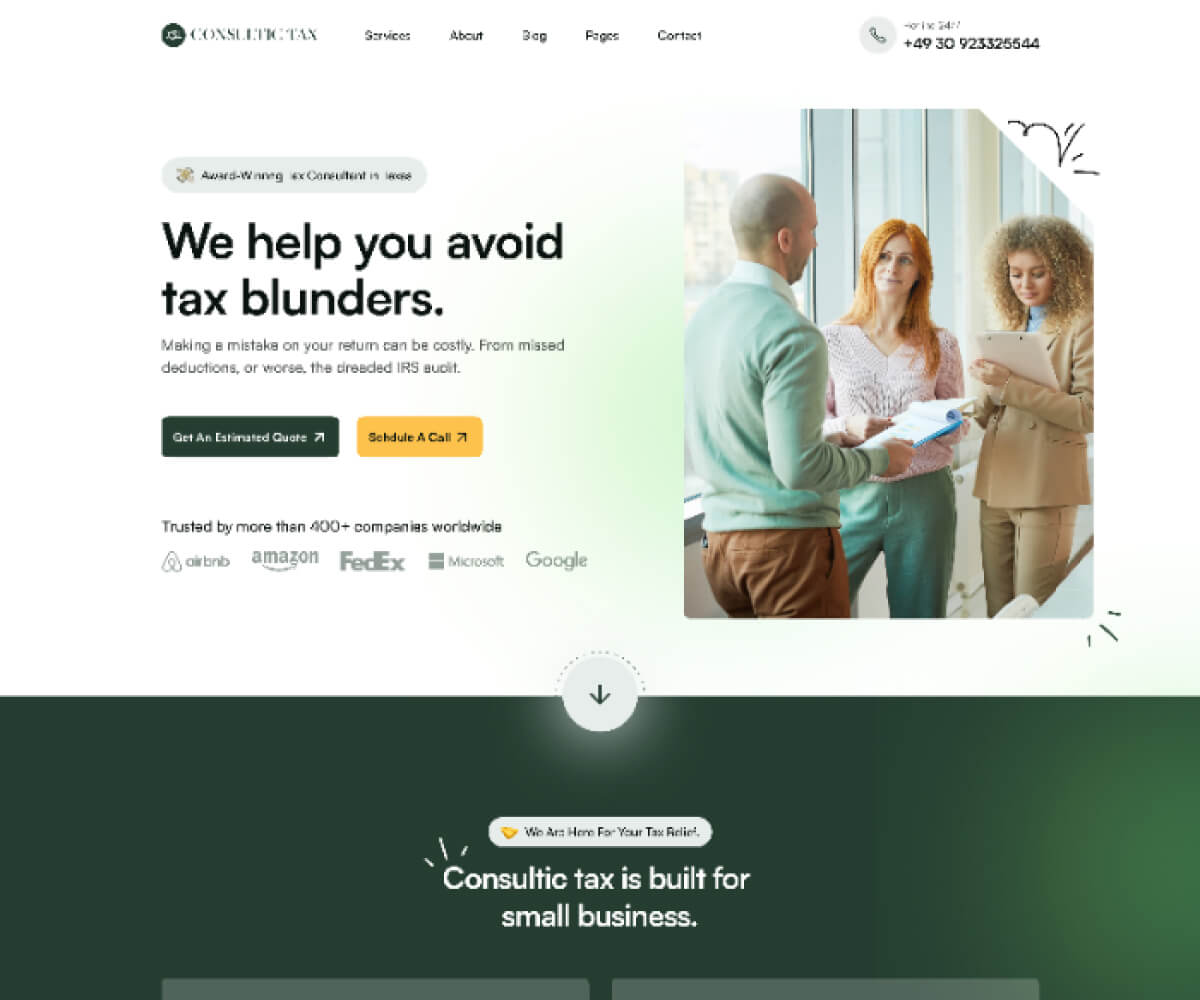 CONSULTIC TAX
Services
About
Blog
Pages
Contact
Hotline 24/7
+49 30 923325544
Award-Winning Tax Consultant in Texas
We help you avoid
tax blunders.
Making a mistake on your return can be costly. From missed
deductions, or worse, the dreaded IRS audit.
Get An Estimated Quote
Schdule A Call
Trusted by more than 400+ companies worldwide
airbnb
amazon
FedEx
Microsoft
Google
We Are Here For Your Tax Relief.
Consultic tax is built for
small business.